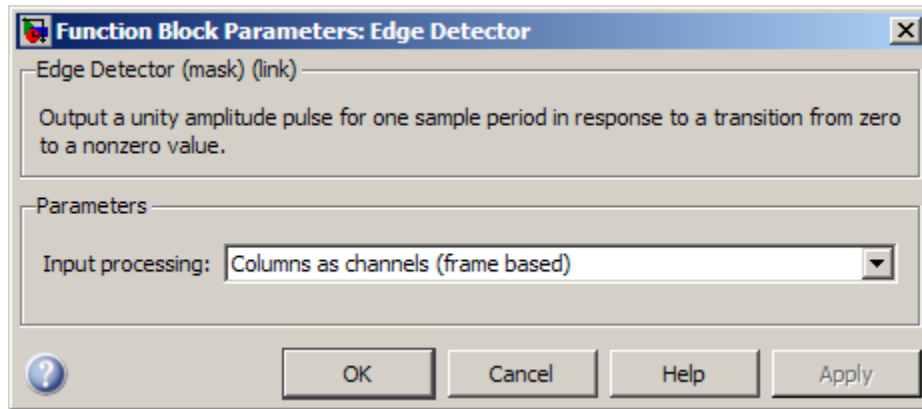 Function Block Parameters: Edge Detector
Edge Detector (mask) (link)
Output a unity amplitude pulse for one sample period in response to a transition from zero
to a nonzero value.
Parameters
Input processing: Columns as channels (frame based)
OK Cancel Help Apply